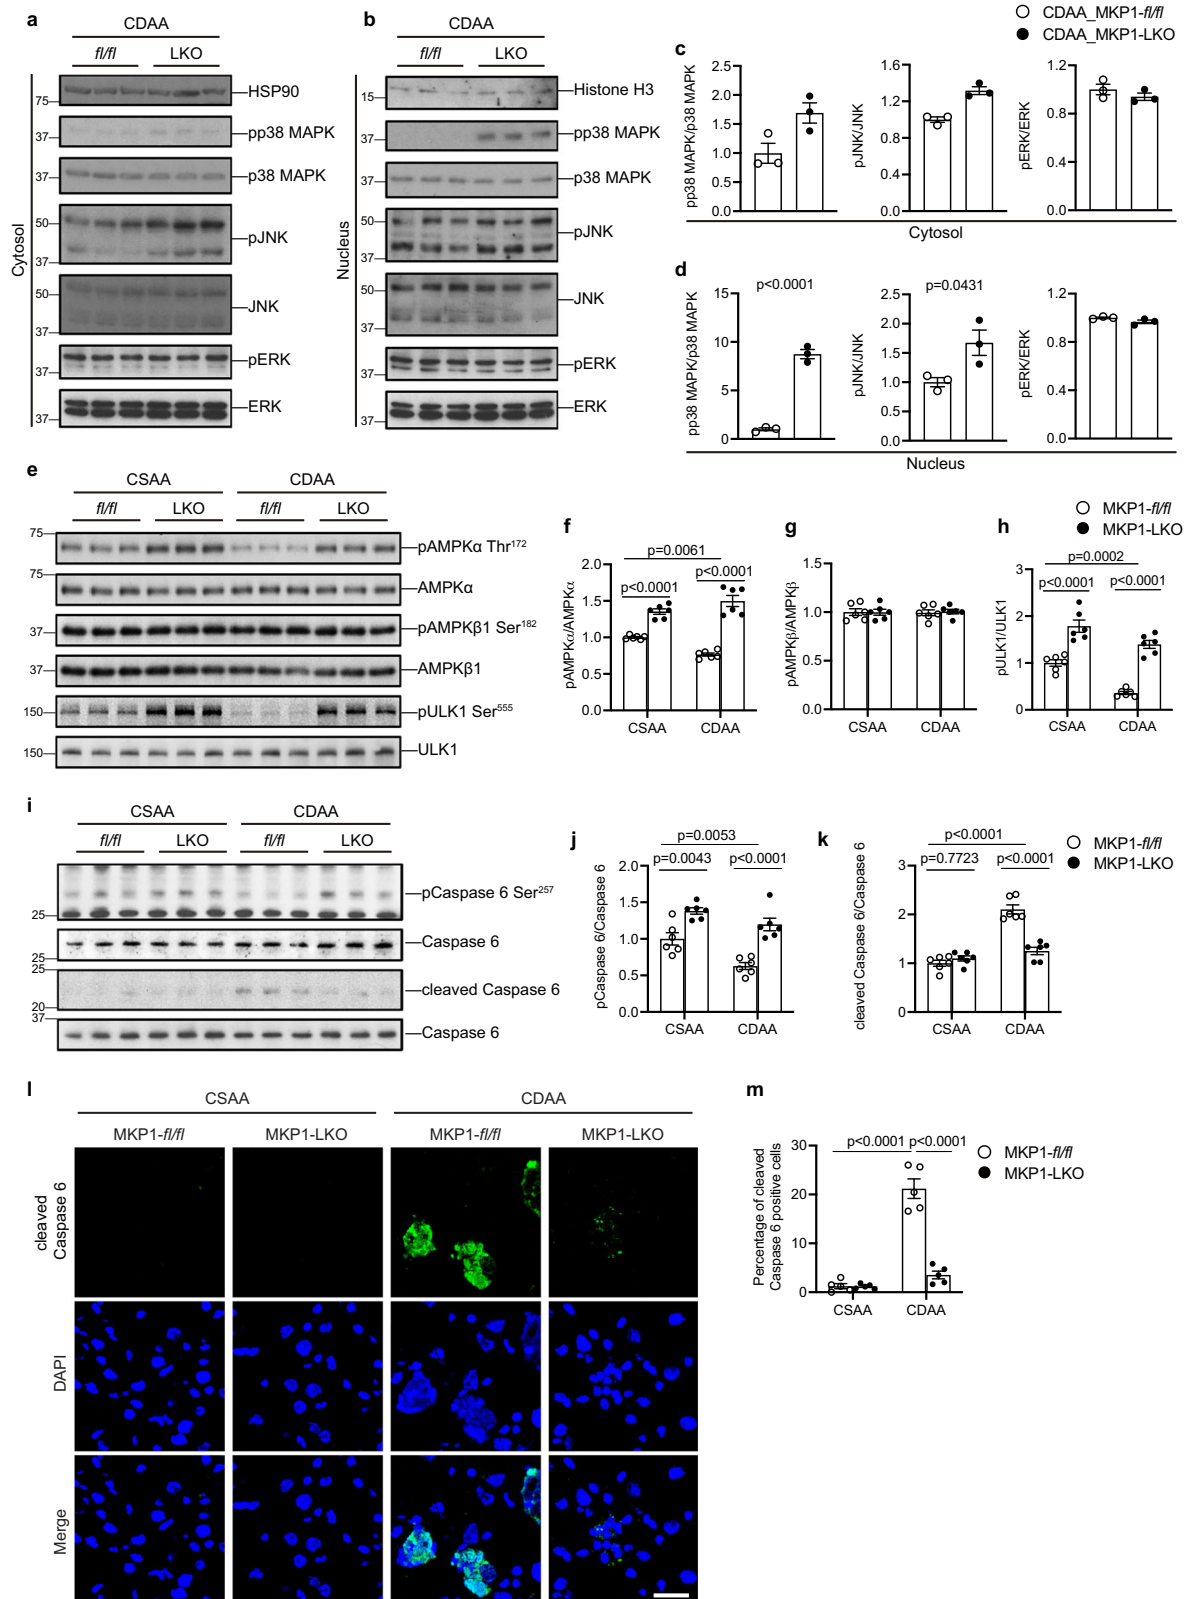 a
CDAA
fl/fl
LKO
Cytosol
75
HSP90
37
pp38 MAPK
37
p38 MAPK
50
37
pJNK
50
37
JNK
pERK
37
ERK
b
CDAA
fl/fl
LKO
Nucleus
15
Histone H3
37
pp38 MAPK
37
p38 MAPK
50
37
pJNK
50
37
JNK
37
pERK
37
ERK
CDAA_MKP1-fl/fl
CDAA_MKP1-LKO
c
pp38 MAPK/p38 MAPK
2.5
2.0
1.5
1.0
0.5
0.0
pJNK/JNK
1.6
1.2
0.8
0.4
0.0
pERK/ERK
1.2
0.8
0.4
0.0
Cytosol
d
pp38 MAPK/p38 MAPK
15
10
5
0
p<0.0001
pJNK/JNK
2.5
2.0
1.5
1.0
0.5
0.0
p=0.0431
pERK/ERK
1.2
0.8
0.4
0.0
Nucleus
e
CSAA
CDAA
fl/fl
LKO
fl/fl
LKO
75
pAMPKα Thr172
75
AMPKα
37
pAMPKβ1 Ser182
37
AMPKβ1
150
pULK1 Ser555
150
ULK1
f
pAMPKα/AMPKα
2.0
1.5
1.0
0.5
0.0
p=0.0061
p<0.0001
p<0.0001
CSAA
CDAA
g
pAMPKβ/AMPKβ
1.5
1.0
0.5
0.0
CSAA
CDAA
MKP1-fl/fl
MKP1-LKO
h
pULK1/ULK1
3
2
1
0
p=0.0002
p<0.0001
p<0.0001
CSAA
CDAA
i
CSAA
CDAA
fl/fl
LKO
fl/fl
LKO
25
pCaspase 6 Ser257
25
Caspase 6
25
20
cleaved Caspase 6
37
Caspase 6
j
pCaspase 6/Caspase 6
2.0
1.5
1.0
0.5
0.0
p=0.0053
p=0.0043
p<0.0001
CSAA
CDAA
k
cleaved Caspase 6/Caspase 6
3
2
1
0
p<0.0001
p=0.7723
p<0.0001
CSAA
CDAA
MKP1-fl/fl
MKP1-LKO
l
CSAA
CDAA
MKP1-fl/fl
MKP1-LKO
MKP1-fl/fl
MKP1-LKO
cleaved
Caspase 6
DAPI
Merge
m
Percentage of cleaved
Caspase 6 positive cells
30
20
10
0
p<0.0001
p<0.0001
CSAA
CDAA
MKP1-fl/fl
MKP1-LKO